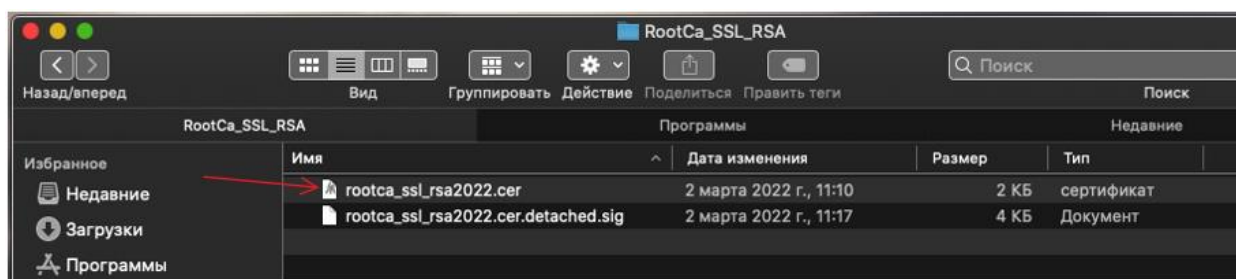 RootCa_SSL_RSA
Назад/вперед Вид Группировать Действие Поделиться Править теги Поиск
Поиск
RootCa_SSL_RSA Программы Недавние
Избранное Имя Дата изменения Размер Тип
Недавние rootca_ssl_rsa2022.cer 2 марта 2022 г., 11:10 2 КБ сертификат
rootca_ssl_rsa2022.cer.detached.sig 2 марта 2022 г., 11:17 4 КБ Документ
Загрузки
Программы